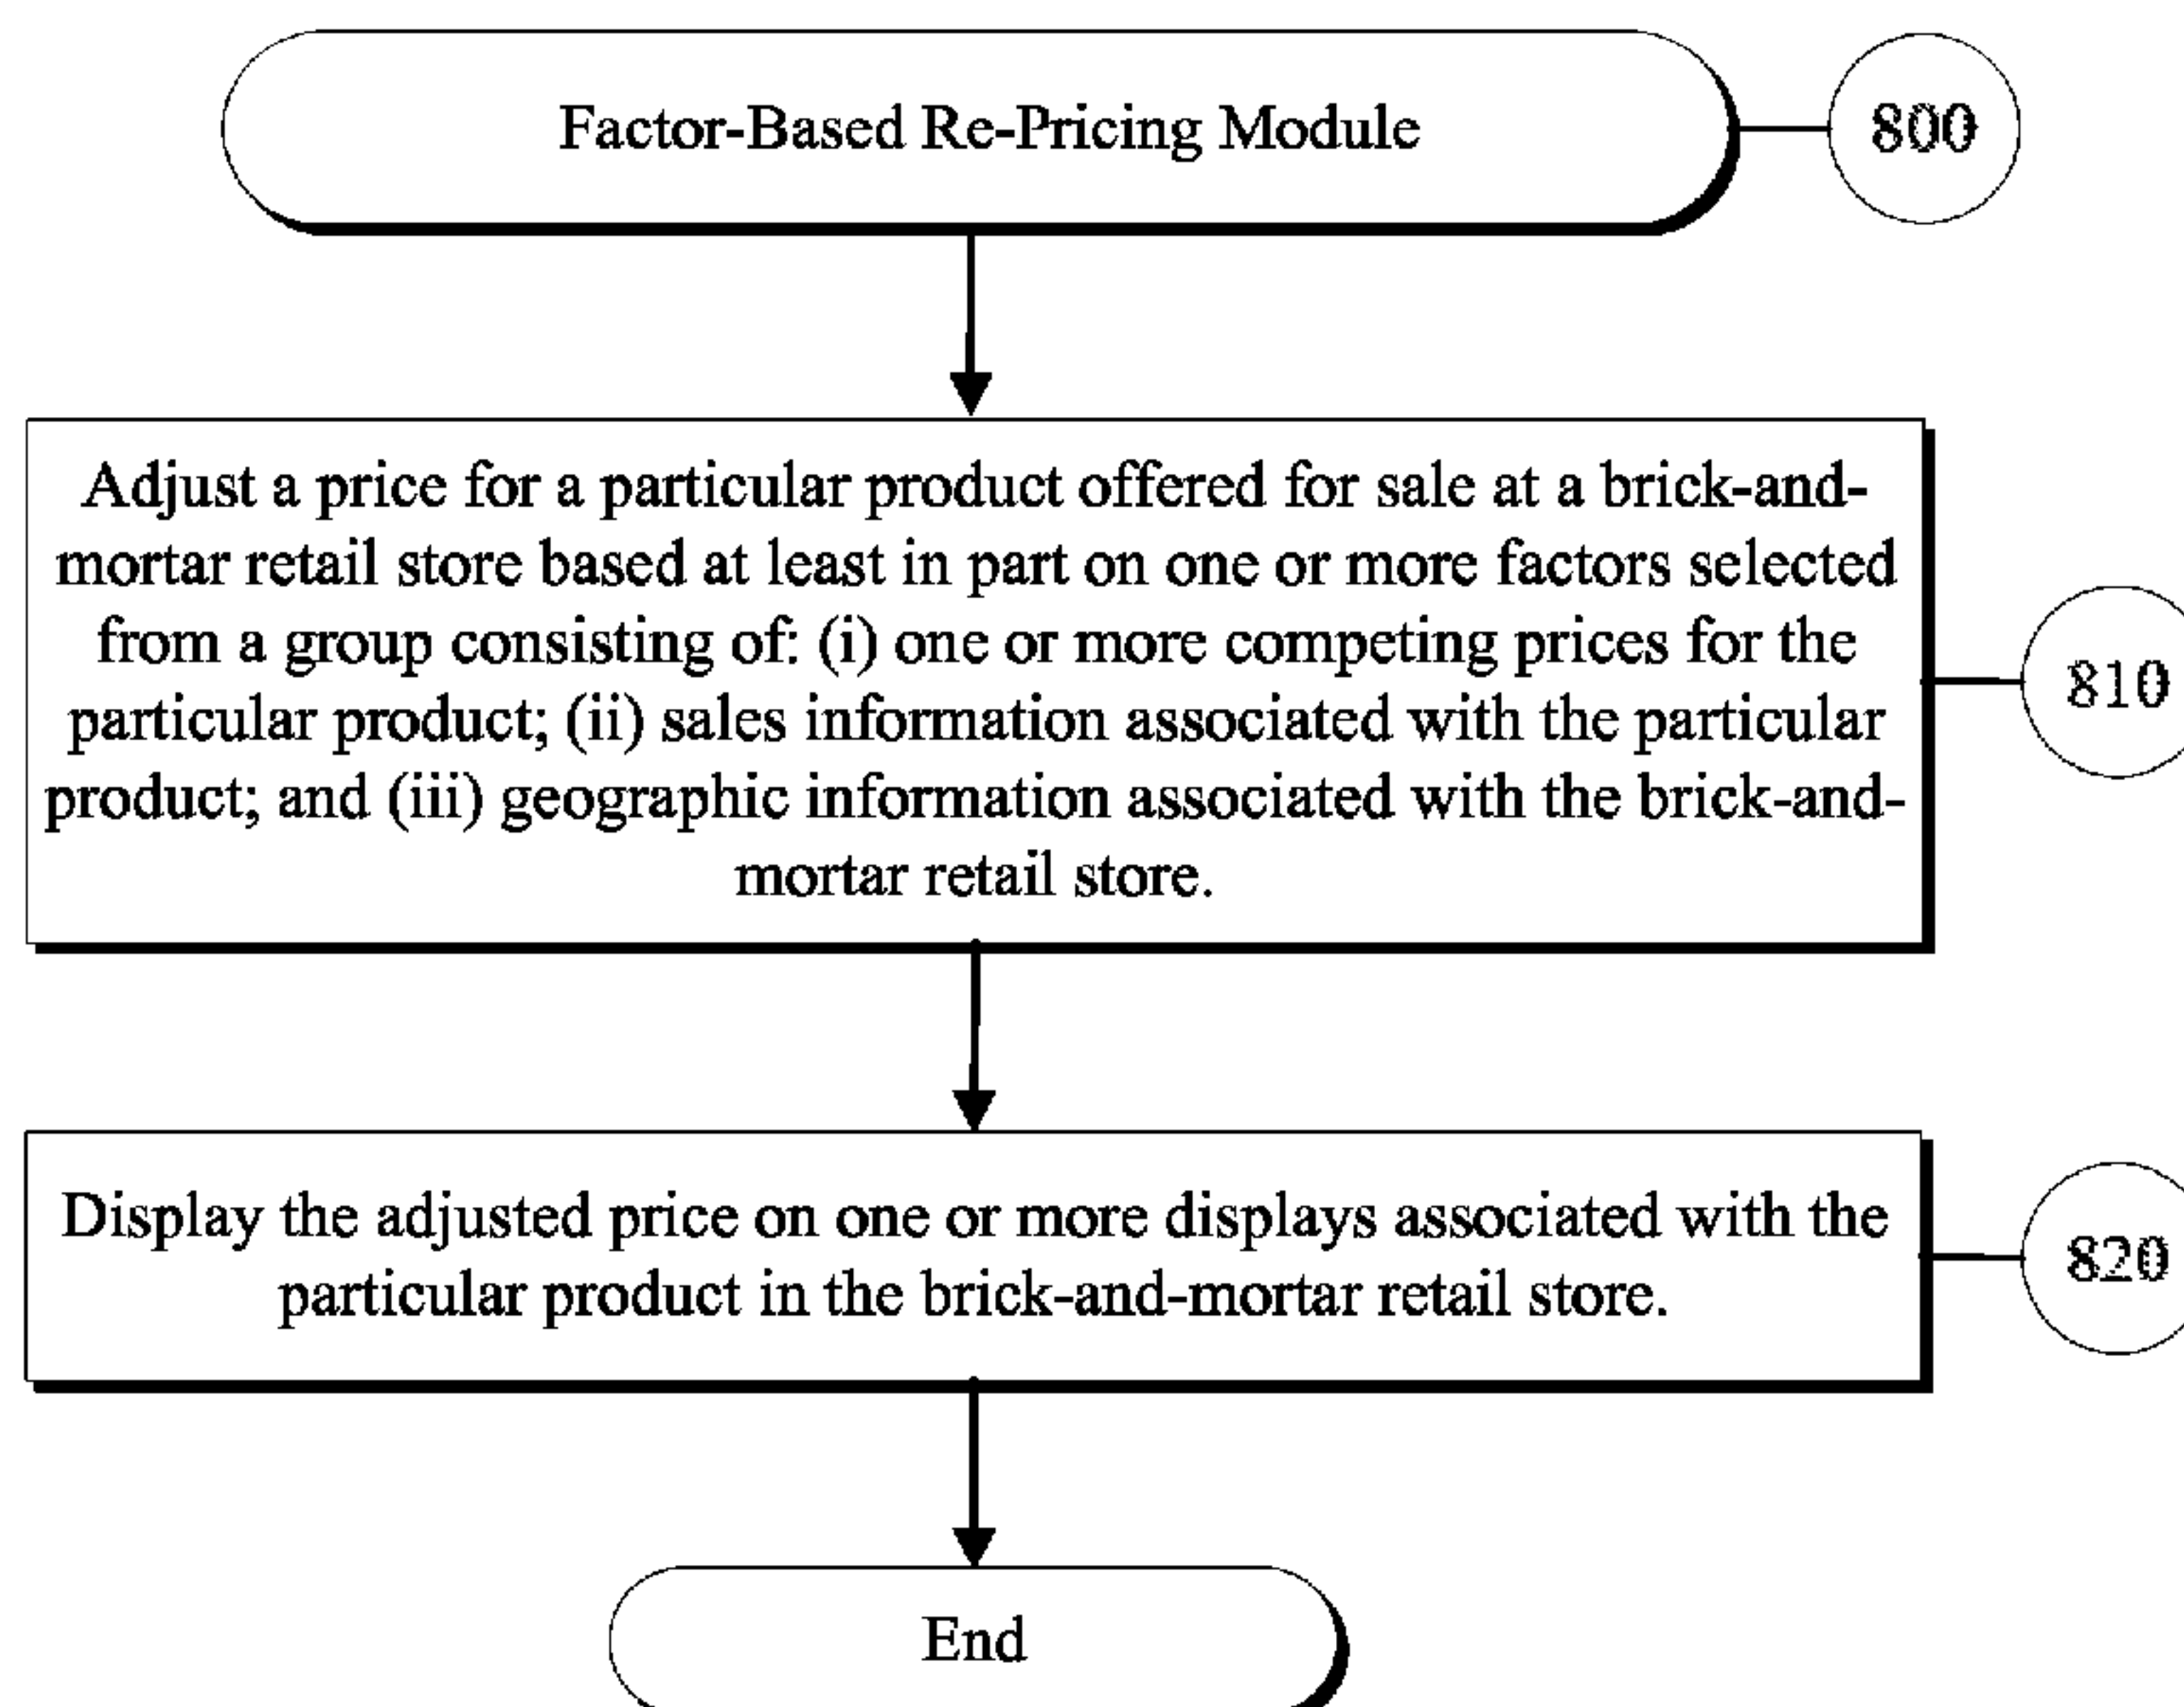 Factor-Based Re-Pricing Module
800
Adjust a price for a particular product offered for sale at a brick-and-
mortar retail store based at least in part on one or more factors selected
from a group consisting of: (i) one or more competing prices for the
particular product; (ii) sales information associated with the particular
product; and (iii) geographic information associated with the brick-and-
mortar retail store.
810
Display the adjusted price on one or more displays associated with the
particular product in the brick-and-mortar retail store.
820
End